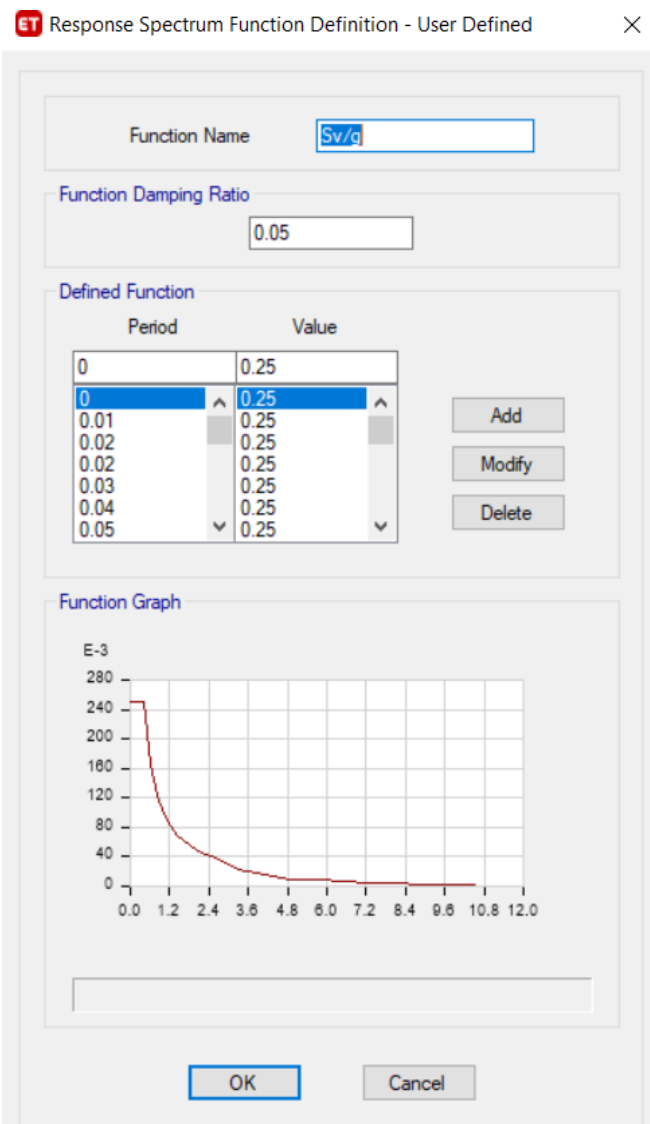 ET Response Spectrum Function Definition - User Defined
Function Name Sv/g
Function Damping Ratio
0.05
Defined Function
Period Value
0 0.25
0 0.25
0.01 0.25
0.02 0.25
0.02 0.25
0.03 0.25
0.04 0.25
0.05 0.25
Add
Modify
Delete
Function Graph
E-3
280
240
200
160
120
80
40
0
0.0 1.2 2.4 3.6 4.8 6.0 7.2 8.4 9.6 10.8 12.0
OK Cancel